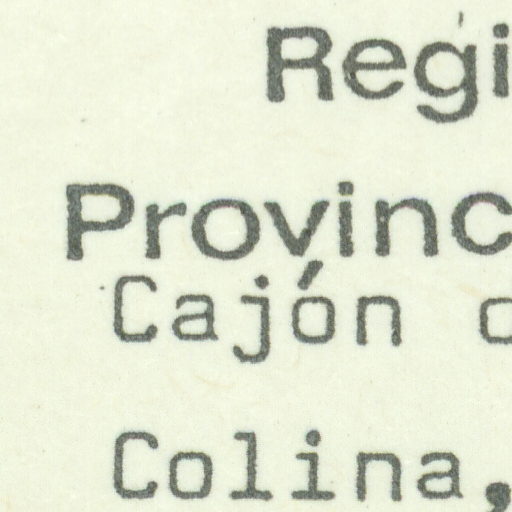 Regi
Provinc
Cajón
Colina,